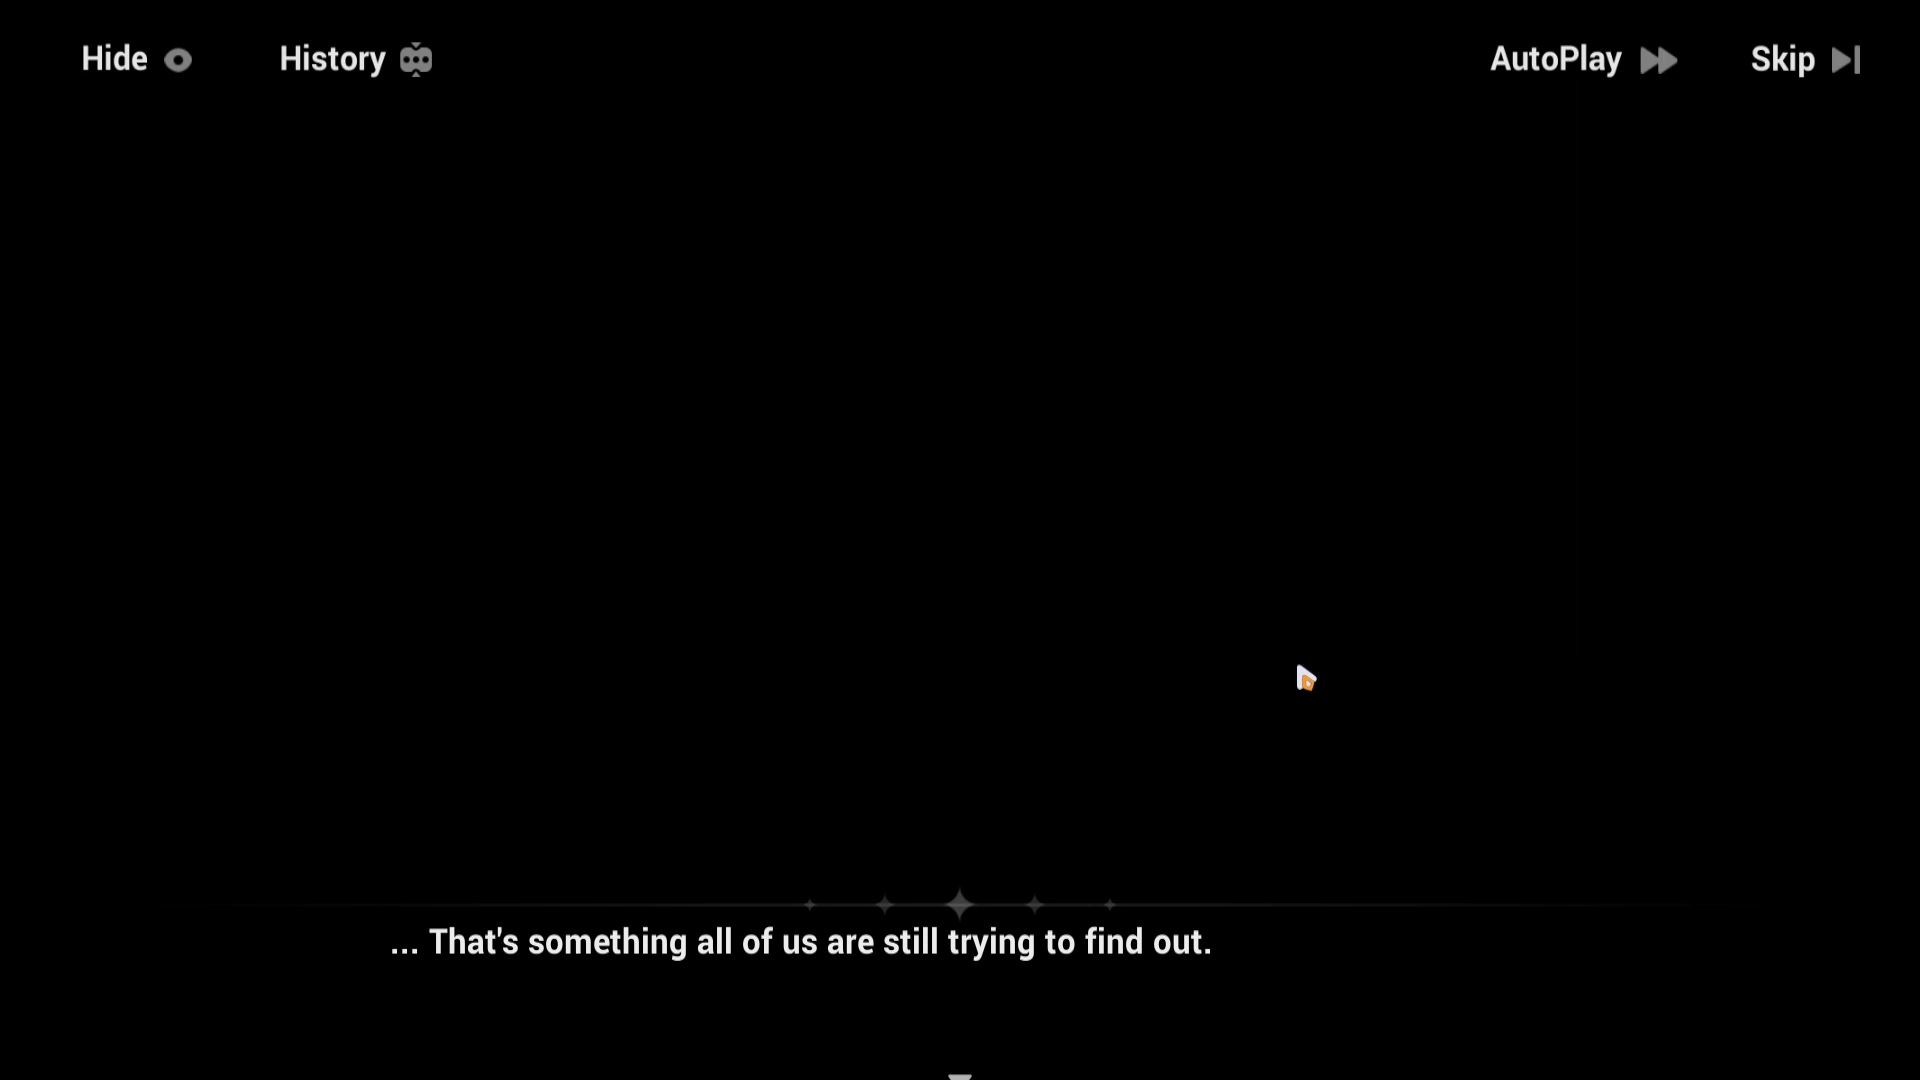 Hide
History
AutoPlay
Skip
... That's something all of us are still trying to find out.